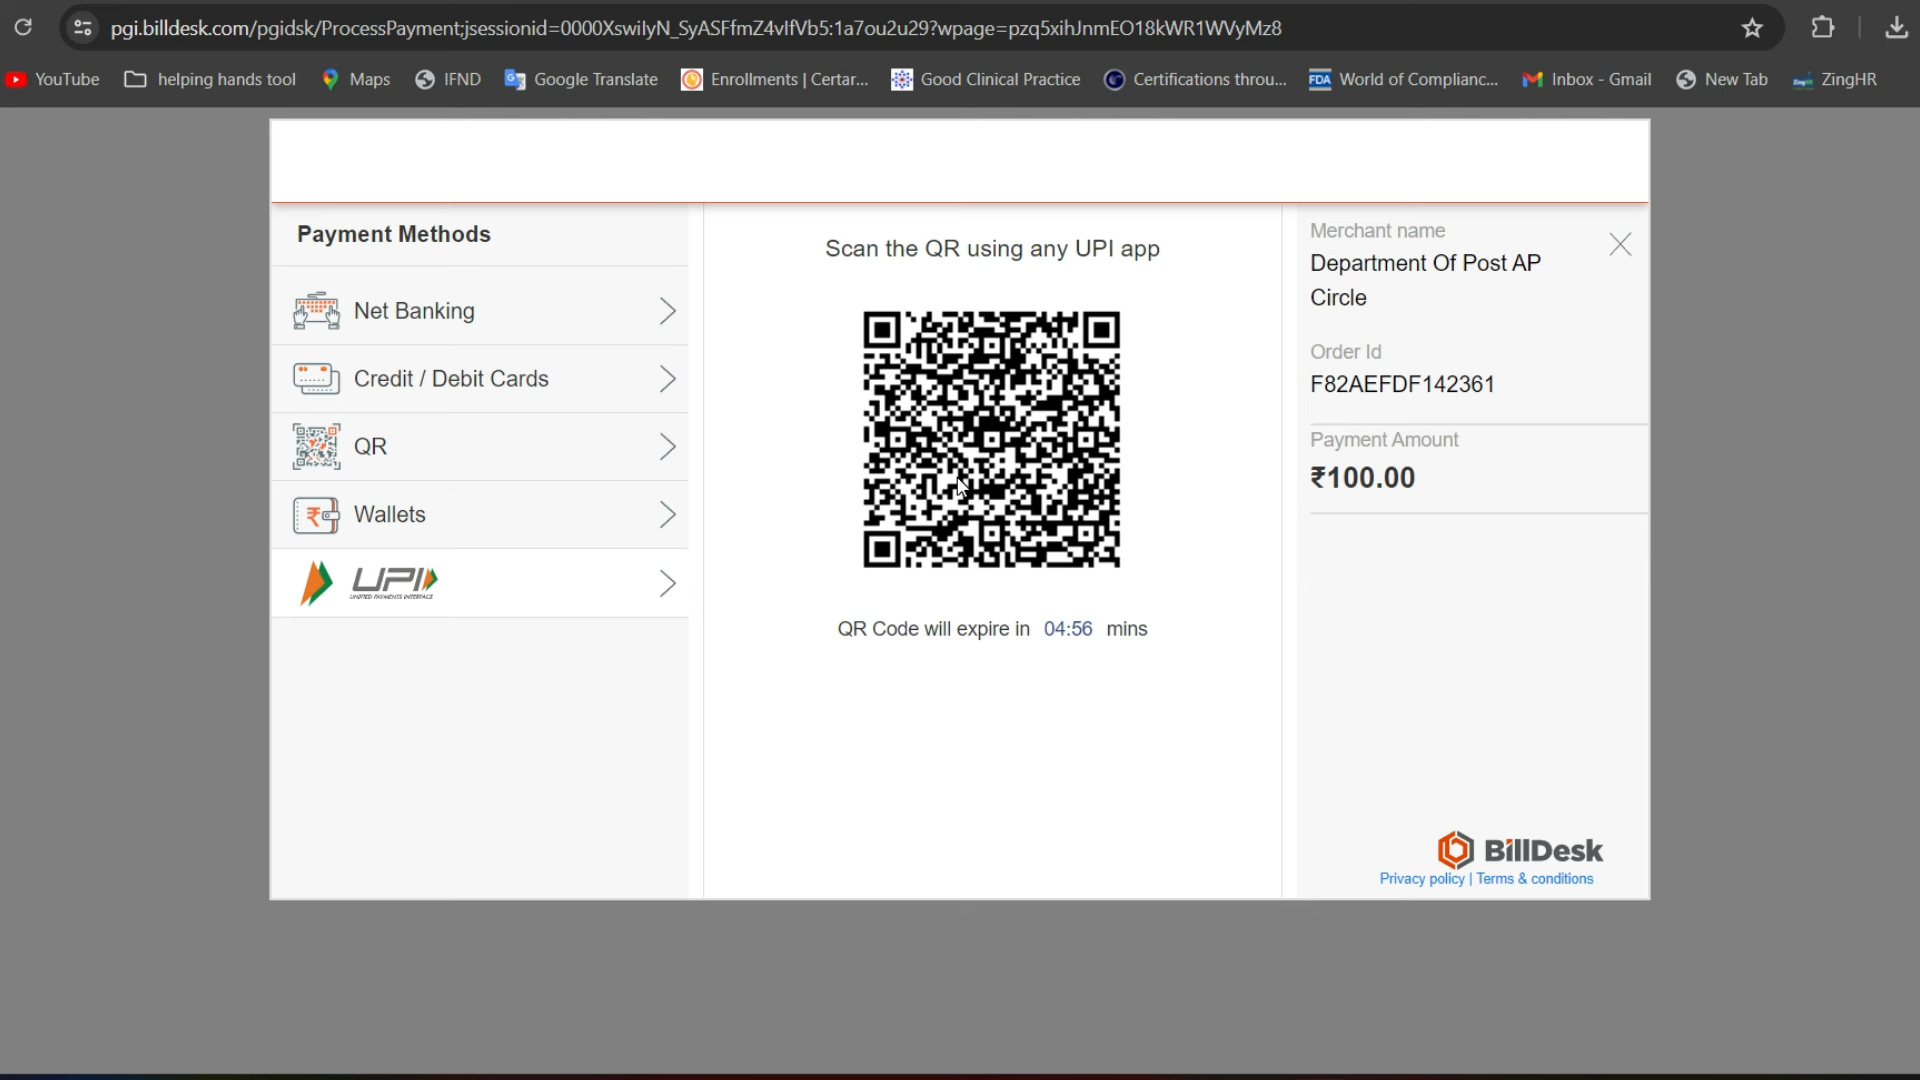 pgi.billdesk.com/pgidsk/ProcessPayment;jsessionid=0000XswilyN_SyASFfmZ4vIfVb5:1a7ou2u29?wpage=pzq5xihJnmEO18kWR1WVyMz8
YouTube helping hands tool Maps IFND Google Translate Enrollments | Certar... Good Clinical Practice Certifications throu... FDA World of Complianc... Inbox - Gmail New Tab ZingHR
Payment Methods
Net Banking
Credit / Debit Cards
QR
Wallets
UPI
UNIFIED PAYMENTS INTERFACE
Scan the QR using any UPI app
QR Code will expire in 04:56 mins
Merchant name
Department Of Post AP
Circle
Order Id
F82AEFDF142361
Payment Amount
₹100.00
BillDesk
Privacy policy | Terms & conditions